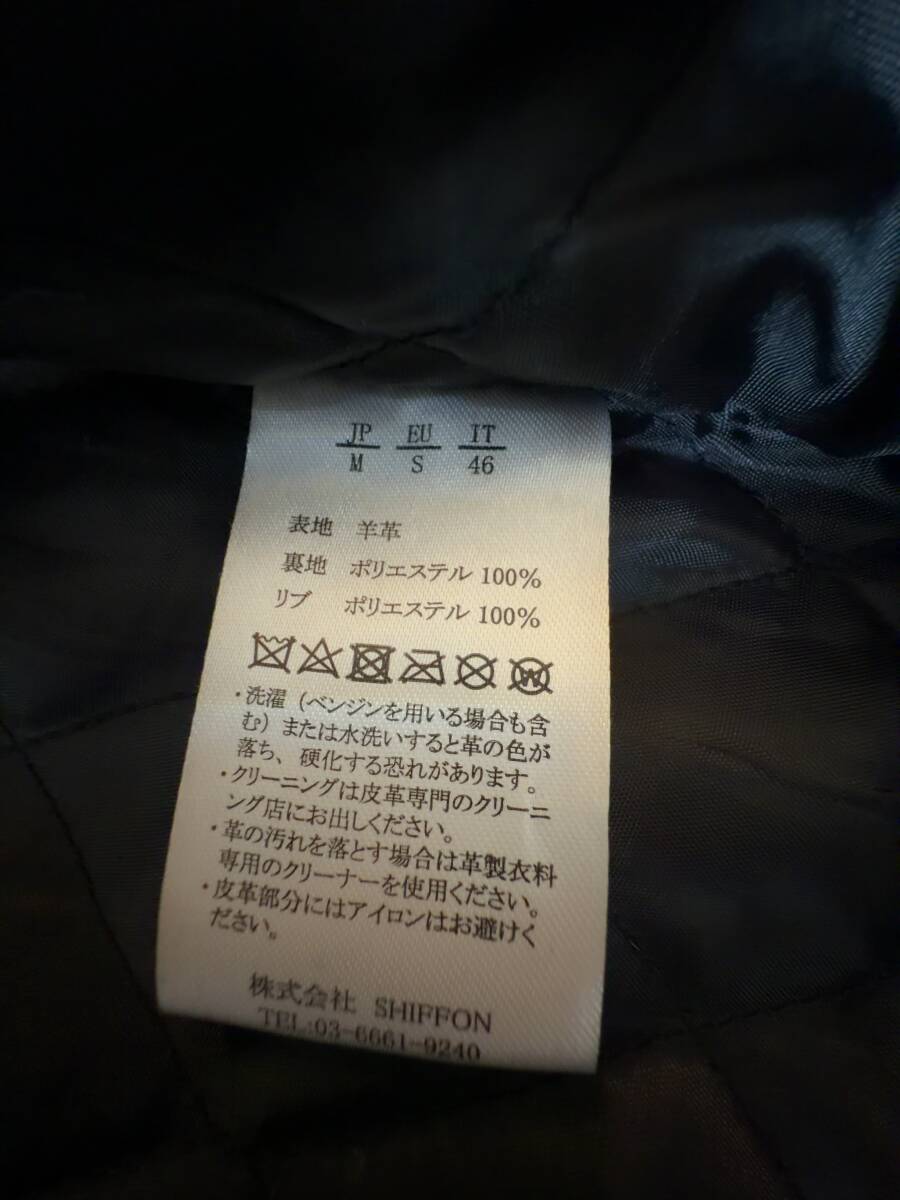 JP EU IT
M S 46
表地 羊革
裏地 ポリエステル 100%
リブ ポリエステル 100%
W
・洗濯（ベンジンを用いる場合も含
む）または水洗いすると革の色が
落ち、硬化する恐れがあります。
・クリーニングは皮革専門のクリーニ
ング店にお出しください。
・革の汚れを落とす場合は革製衣料
専用のクリーナーを使用ください。
・皮革部分にはアイロンはお避けく
ださい。
株式会社 SHIFFON
TEL:03-6661-9240